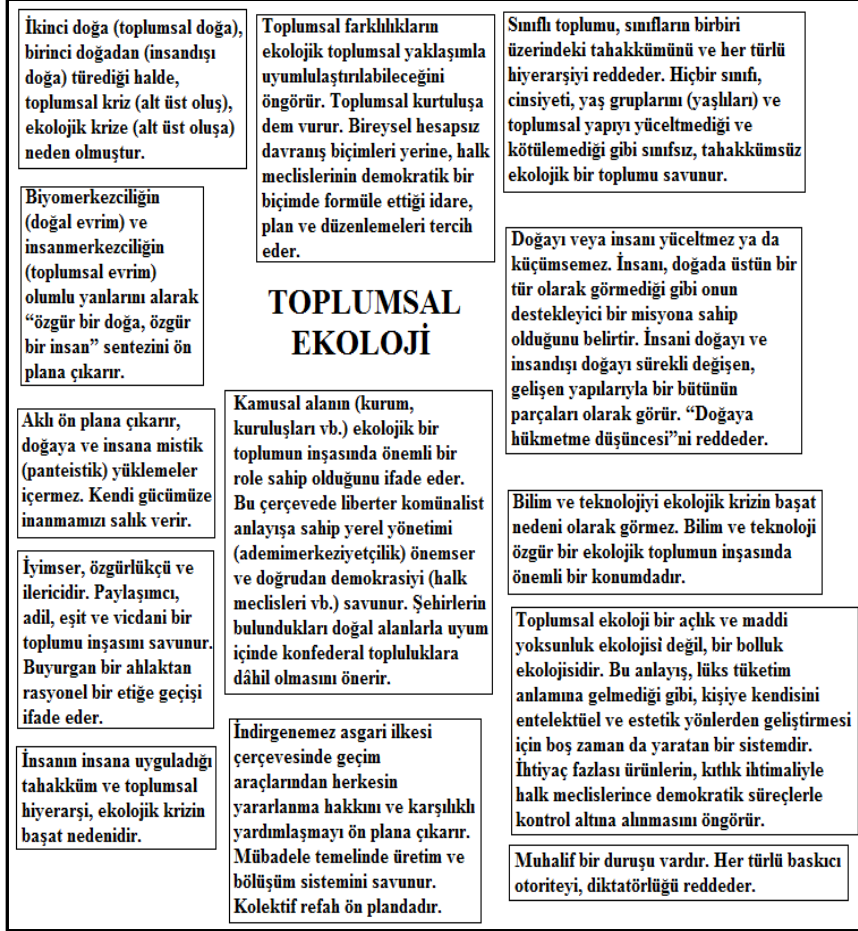 İkinci doğa (toplumsal doğa),
birinci doğadan (insandışı
doğa) türediği halde,
toplumsal kriz (alt üst oluş),
ekolojik krize (alt üst oluşa)
neden olmuştur.
Biyomerkezciliğin
(doğal evrim) ve
insanmerkezciliğin
(toplumsal evrim)
olumlu yanlarını alarak
“özgür bir doğa, özgür
bir insan” sentezini ön
plana çıkarır.
Aklı ön plana çıkarır,
doğaya ve insana mistik
(panteistik) yüklemeler
içermez. Kendi gücümüze
inanmamızı salık verir.
İyimser, özgürlükçü ve
ilericidir. Paylaşımcı,
adil, eşit ve vicdani bir
toplumu inşasını savunur.
Buyurgan bir ahlaktan
rasyonel bir etiğe geçişi
ifade eder.
İnsanın insana uyguladığı
tahakküm ve toplumsal
hiyerarşi, ekolojik krizin
başat nedenidir.
Toplumsal farklılıkların
ekolojik toplumsal yaklaşımla
uyumlulaştırılabileceğini
öngörür. Toplumsal kurtuluşa
dem vurur. Bireysel hesapsız
davranış biçimleri yerine, halk
meclislerinin demokratik bir
biçimde formüle ettiği idare,
plan ve düzenlemeleri tercih
eder.
TOPLUMSAL
EKOLOJİ
Kamusal alanın (kurum,
kuruluşları vb.) ekolojik bir
toplumun inşasında önemli bir
role sahip olduğunu ifade eder.
Bu çerçevede liberter komünalist
anlayışa sahip yerel yönetimi
(ademimerkeziyetçilik) önemser
ve doğrudan demokrasiyi (halk
meclisleri vb.) savunur. Şehirlerin
bulundukları doğal alanlarla uyum
içinde konfederal topluluklara
dâhil olmasını önerir.
İndirgenemez asgari ilkesi
çerçevesinde geçim
araçlarından herkesin
yararlanma hakkını ve karşılıklı
yardımlaşmayı ön plana çıkarır.
Mübadele temelinde üretim ve
bölüşüm sistemini savunur.
Kolektif refah ön plandadır.
Sınıflı toplumu, sınıfların birbiri
üzerindeki tahakkümünü ve her türlü
hiyerarşiyi reddeder. Hiçbir sınıfı,
cinsiyeti, yaş gruplarını (yaşlıları) ve
toplumsal yapıyı yüceltmediği ve
kötülemediği gibi sınıfsız, tahakkümsüz
ekolojik bir toplumu savunur.
Doğayı veya insanı yüceltmez ya da
küçümsemez. İnsanı, doğada üstün bir
tür olarak görmediği gibi onun
destekleyici bir misyona sahip
olduğunu belirtir. İnsani doğayı ve
insandışı doğayı sürekli değişen,
gelişen yapılarıyla bir bütünün
parçaları olarak görür. “Doğaya
hükmetme düşüncesi”ni reddeder.
Bilim ve teknolojiyi ekolojik krizin başat
nedeni olarak görmez. Bilim ve teknoloji
özgür bir ekolojik toplumun inşasında
önemli bir konumdadır.
Toplumsal ekoloji bir açlık ve maddi
yoksunluk ekolojisi değil, bir bolluk
ekolojisidir. Bu anlayış, lüks tüketim
anlamına gelmediği gibi, kişiye kendisini
entelektüel ve estetik yönlerden geliştirmesi
için boş zaman da yaratan bir sistemdir.
İhtiyaç fazlası ürünlerin, kıtlık ihtimaliyle
halk meclislerince demokratik süreçlerle
kontrol altına alınmasını öngörür.
Muhalif bir duruşu vardır. Her türlü baskıcı
otoriteyi, diktatörlüğü reddeder.